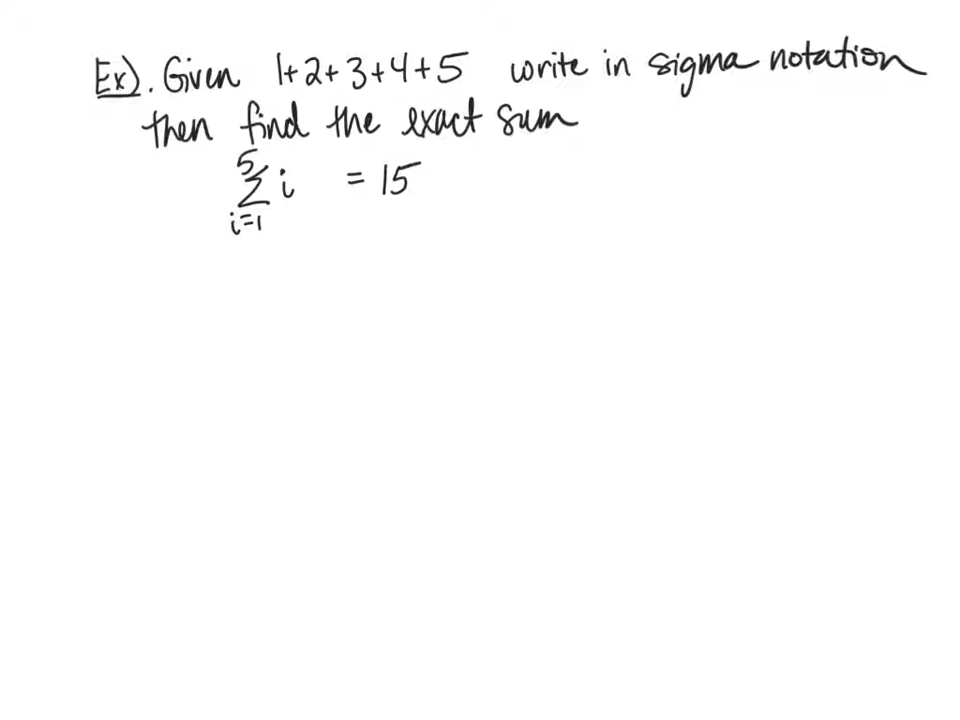 Ex). Given 1+2+3+4+5 write in sigma notation
then find the exact sum
5
∑ i = 15
i=1